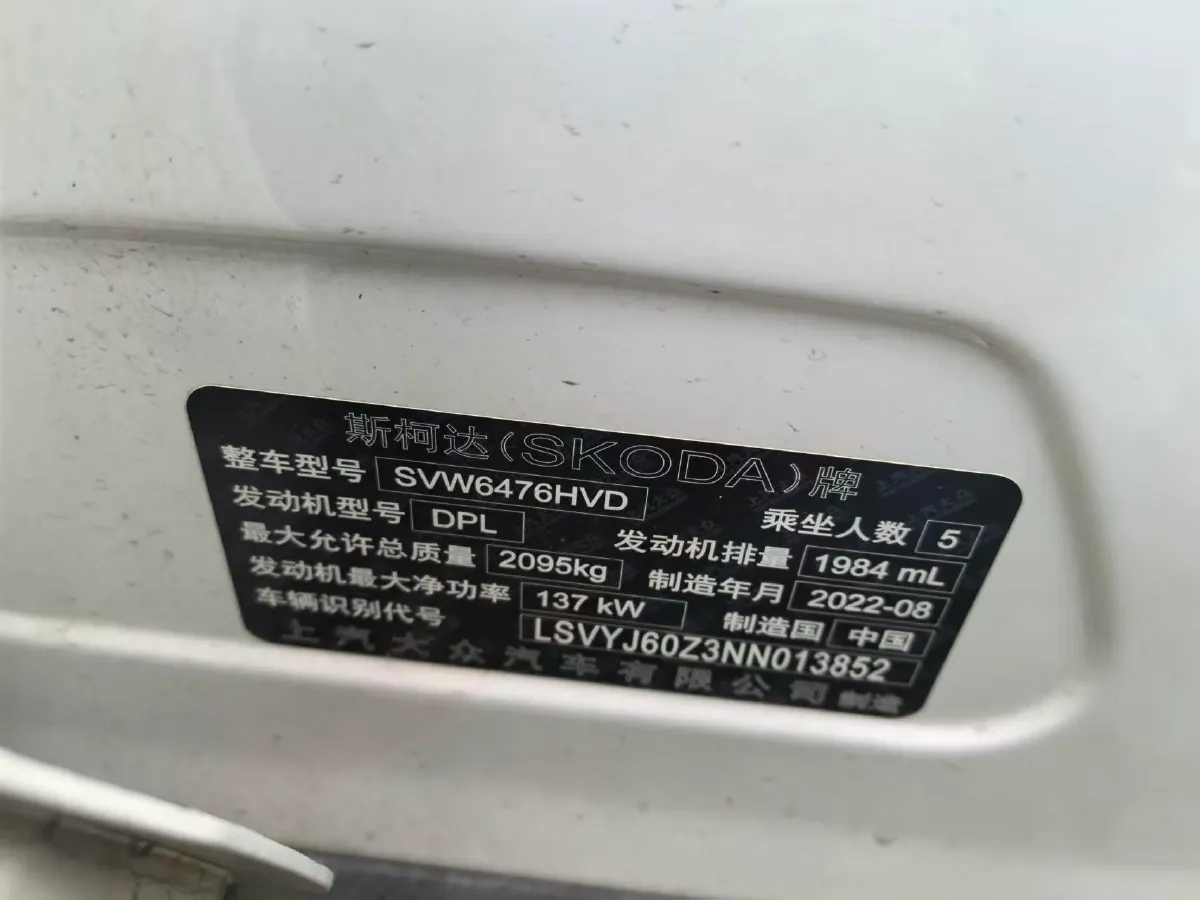 斯柯达(SKODA)牌
整车型号 SVW6476HVD 乘坐人数 5
发动机型号 DPL 发动机排量 1984 mL
最大允许总质量 2095kg 制造年月 2022-08
发动机最大净功率 137 kW 制造国 中国
车辆识别代号 LSVYJ60Z3NN013852
上汽大众汽车有限公司 制造